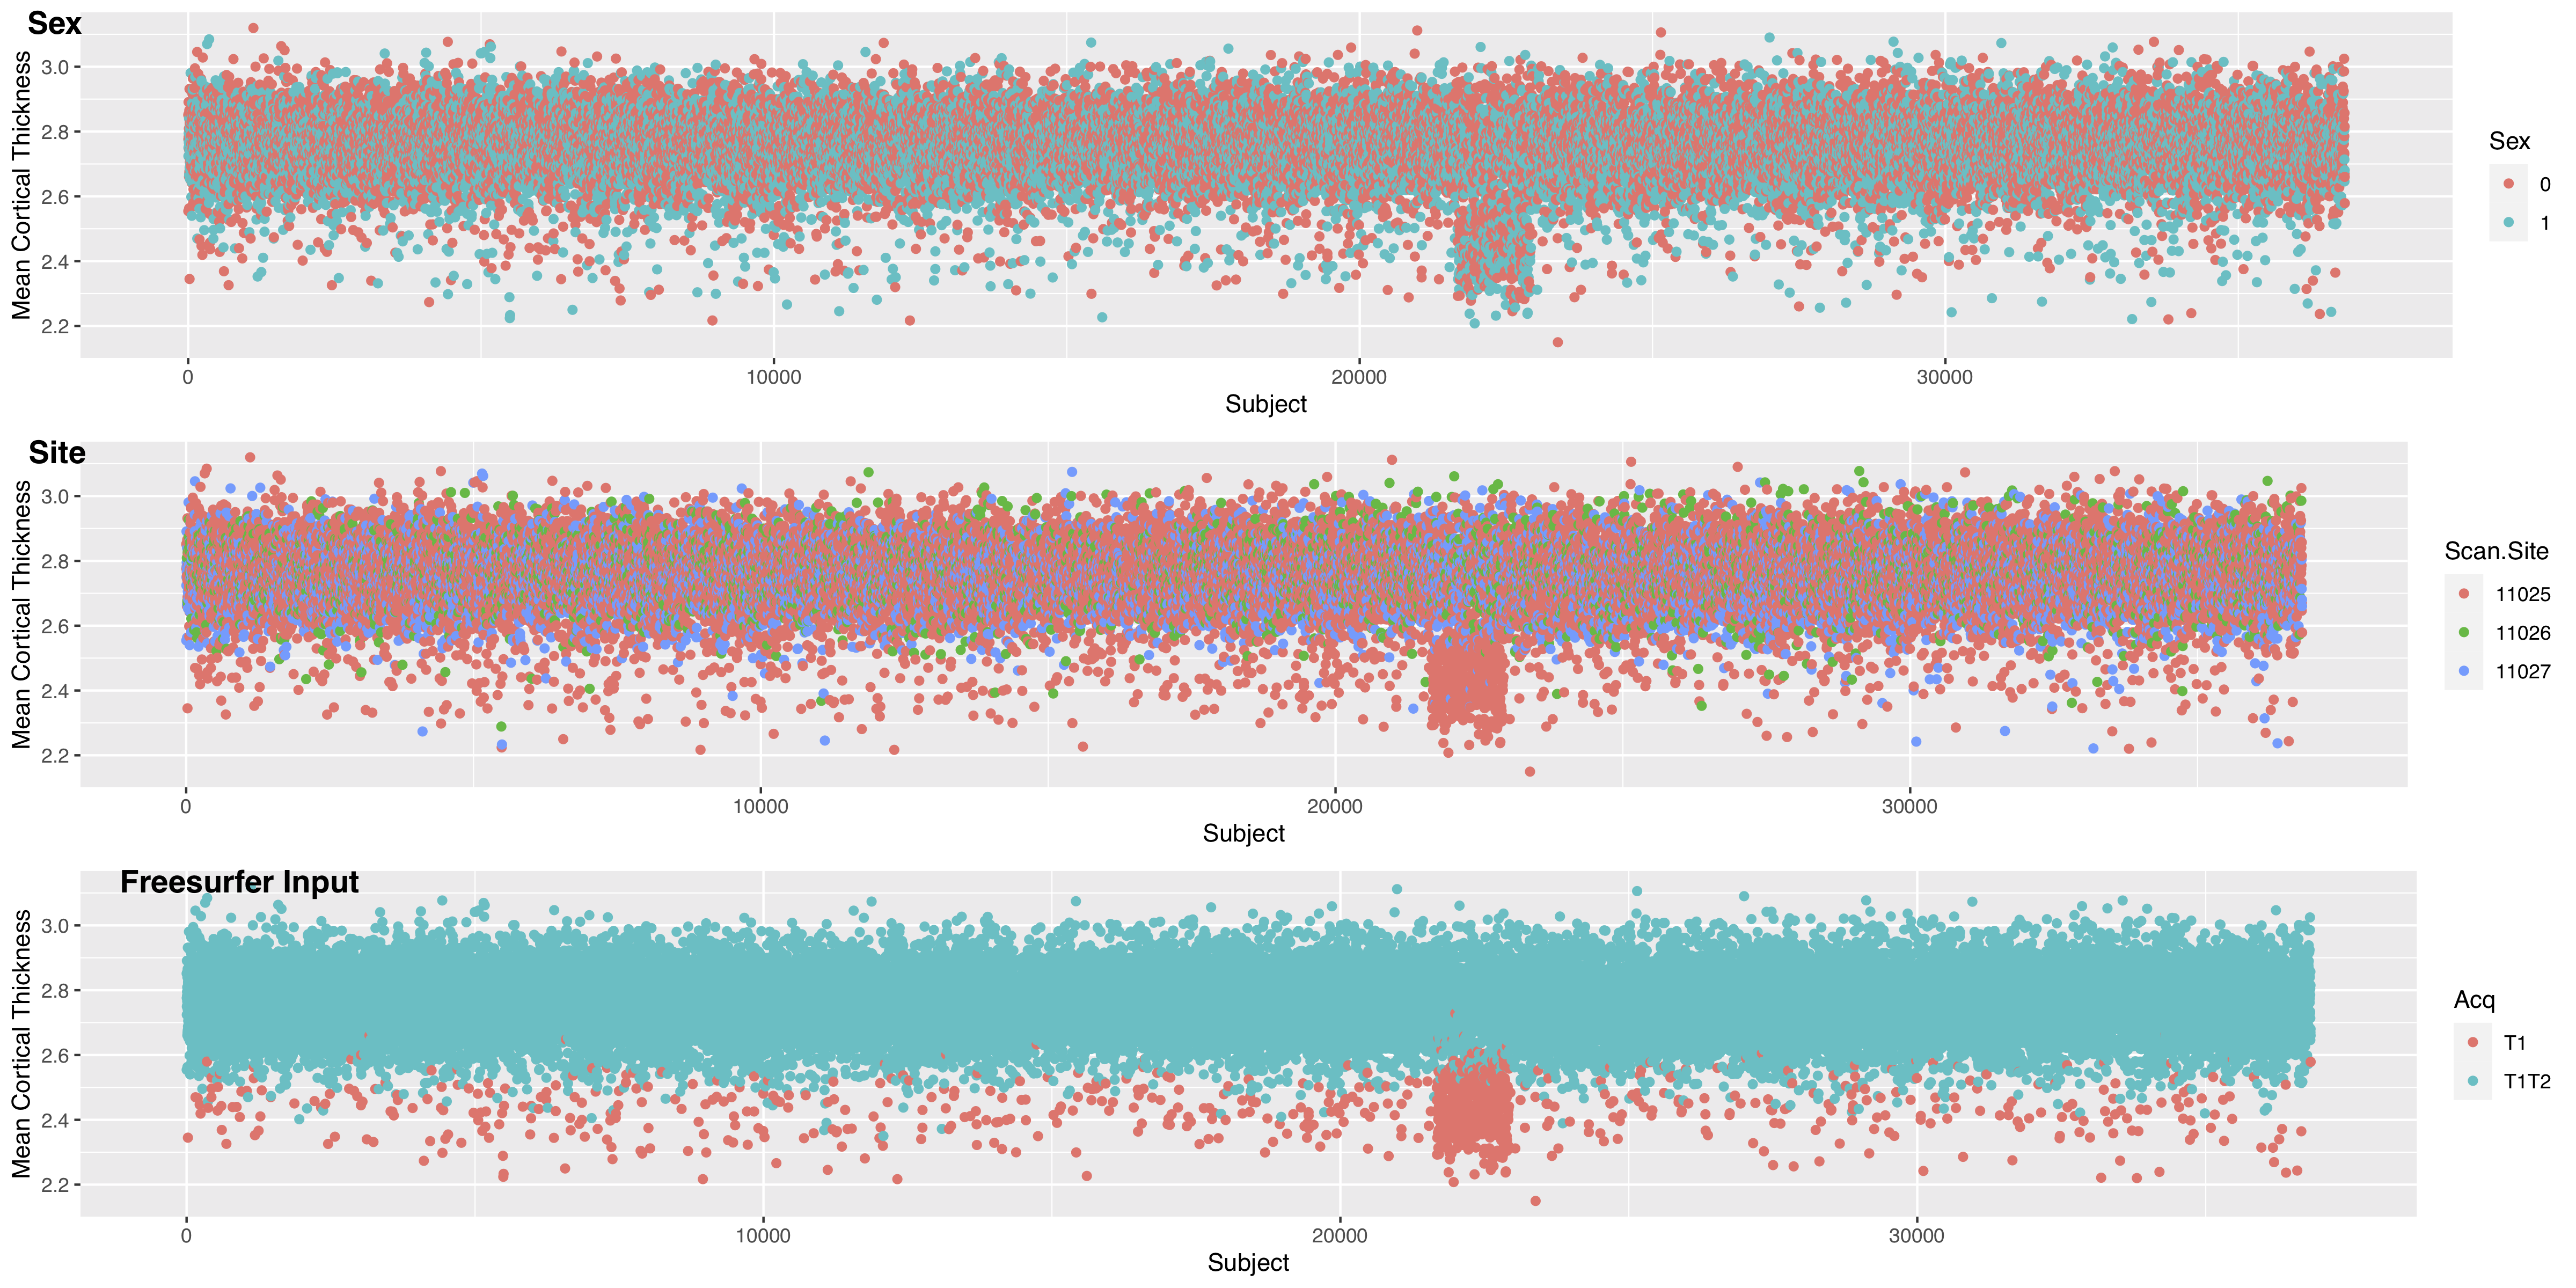 Sex
Mean Cortical Thickness
3.0
2.8
2.6
2.4
2.2
0 10000 20000 30000
Subject
Sex
0
1
Site
Mean Cortical Thickness
3.0
2.8
2.6
2.4
2.2
0 10000 20000 30000
Subject
Scan.Site
11025
11026
11027
Freesurfer Input
Mean Cortical Thickness
3.0
2.8
2.6
2.4
2.2
0 10000 20000 30000
Subject
Acq
T1
T1T2